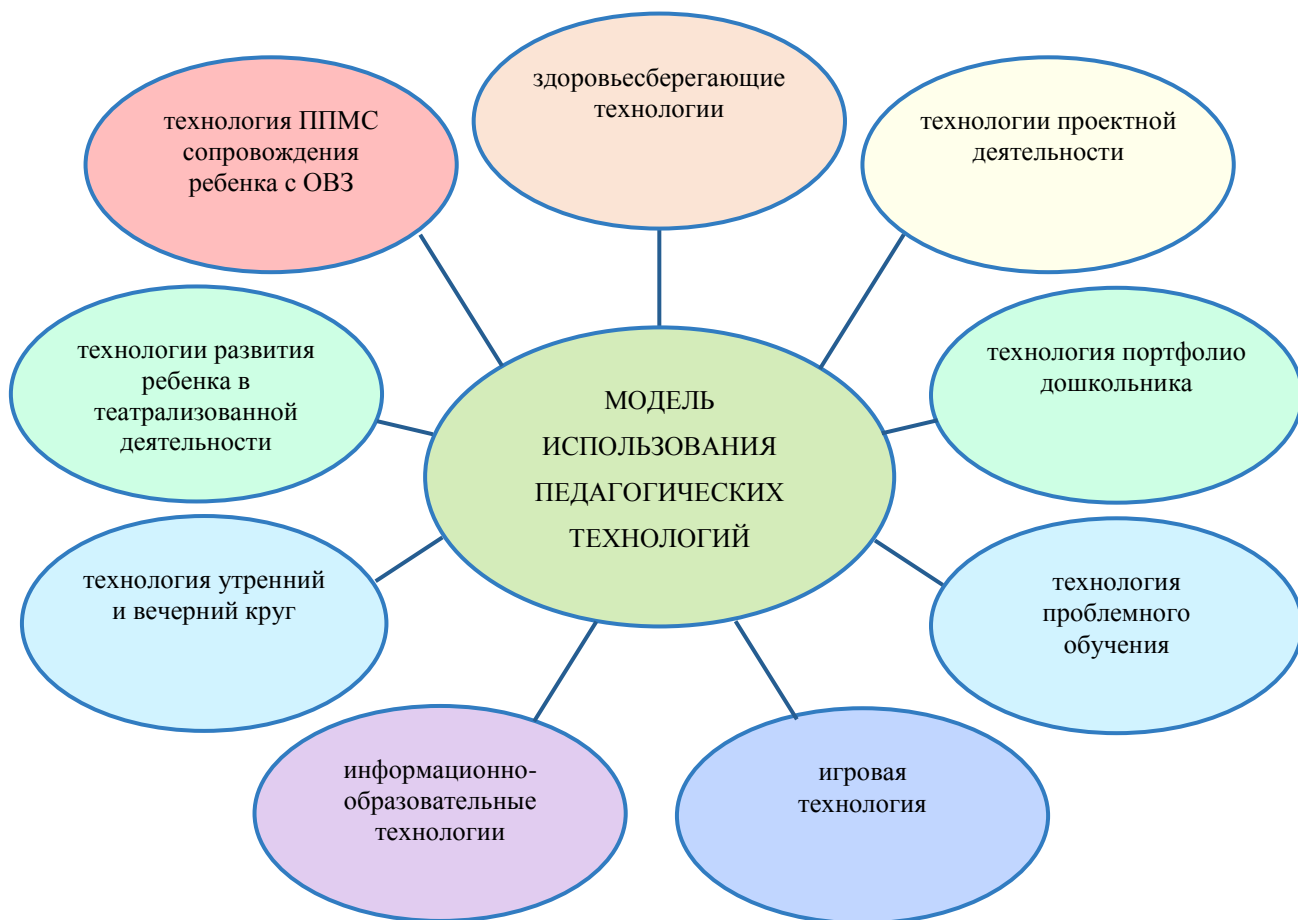 здоровьесберегающие
технологии
технология ППМС
сопровождения
ребенка с ОВЗ
технологии проектной
деятельности
технологии развития
ребенка в
театрализованной
деятельности
МОДЕЛЬ
ИСПОЛЬЗОВАНИЯ
ПЕДАГОГИЧЕСКИХ
ТЕХНОЛОГИЙ
технология портфолио
дошкольника
технология утренний
и вечерний круг
технология
проблемного
обучения
информационно-
образовательные
технологии
игровая
технология